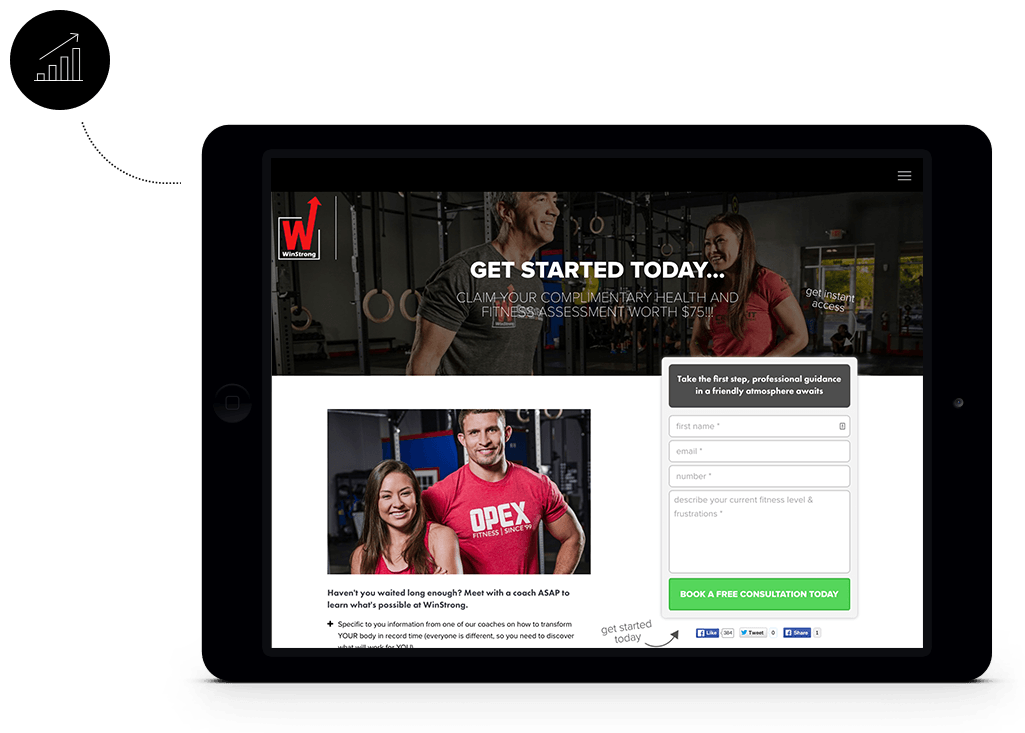 W
WinStrong
GET STARTED TODAY...
CLAIM YOUR COMPLIMENTARY HEALTH AND
FITNESS ASSESSMENT WORTH $75!!!
get instant
access
Take the first step, professional guidance
in a friendly atmosphere awaits
first name *
email *
number *
describe your current fitness level &
frustrations *
BOOK A FREE CONSULTATION TODAY
OPEX
FITNESS | SINCE '99
Haven't you waited long enough? Meet with a coach ASAP to
learn what's possible at WinStrong.
+ Specific to you information from one of our coaches on how to transform
YOUR body in record time (everyone is different, so you need to discover
what will work for YOU)
get started
today
Like 384 Tweet 0 Share 1